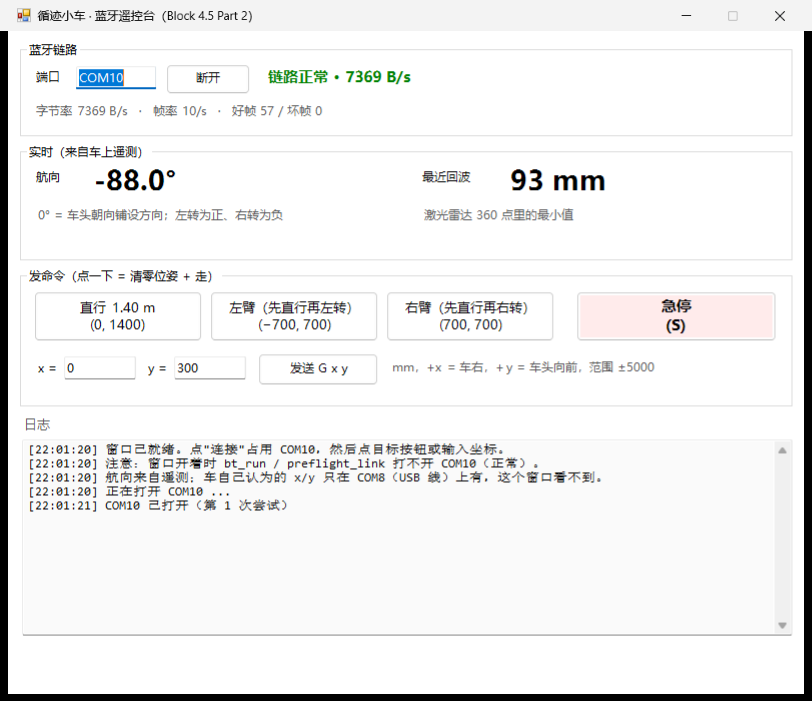 循迹小车 · 蓝牙遥控台（Block 4.5 Part 2）
蓝牙链路
端口 COM10 断开 链路正常 · 7369 B/s
字节率 7369 B/s · 帧率 10/s · 好帧 57 / 坏帧 0
实时（来自车上遥测）
航向 -88.0° 最近回波 93 mm
0° = 车头朝向铺设方向；左转为正、右转为负 激光雷达 360 点里的最小值
发命令（点一下 = 清零位姿 + 走）
直行 1.40 m
(0, 1400)
左臂（先直行再左转）
(−700, 700)
右臂（先直行再右转）
(700, 700)
急停
(S)
x = 0 y = 300 发送 G x y mm，+x = 车右，+y = 车头向前，范围 ±5000
日志
[22:01:20] 窗口已就绪。点"连接"占用 COM10，然后点目标按钮或输入坐标。
[22:01:20] 注意：窗口开着时 bt_run / preflight_link 打不开 COM10（正常）。
[22:01:20] 航向来自遥测；车自己认为的 x/y 只在 COM8（USB 线）上有，这个窗口看不到。
[22:01:20] 正在打开 COM10 ...
[22:01:21] COM10 已打开（第 1 次尝试）